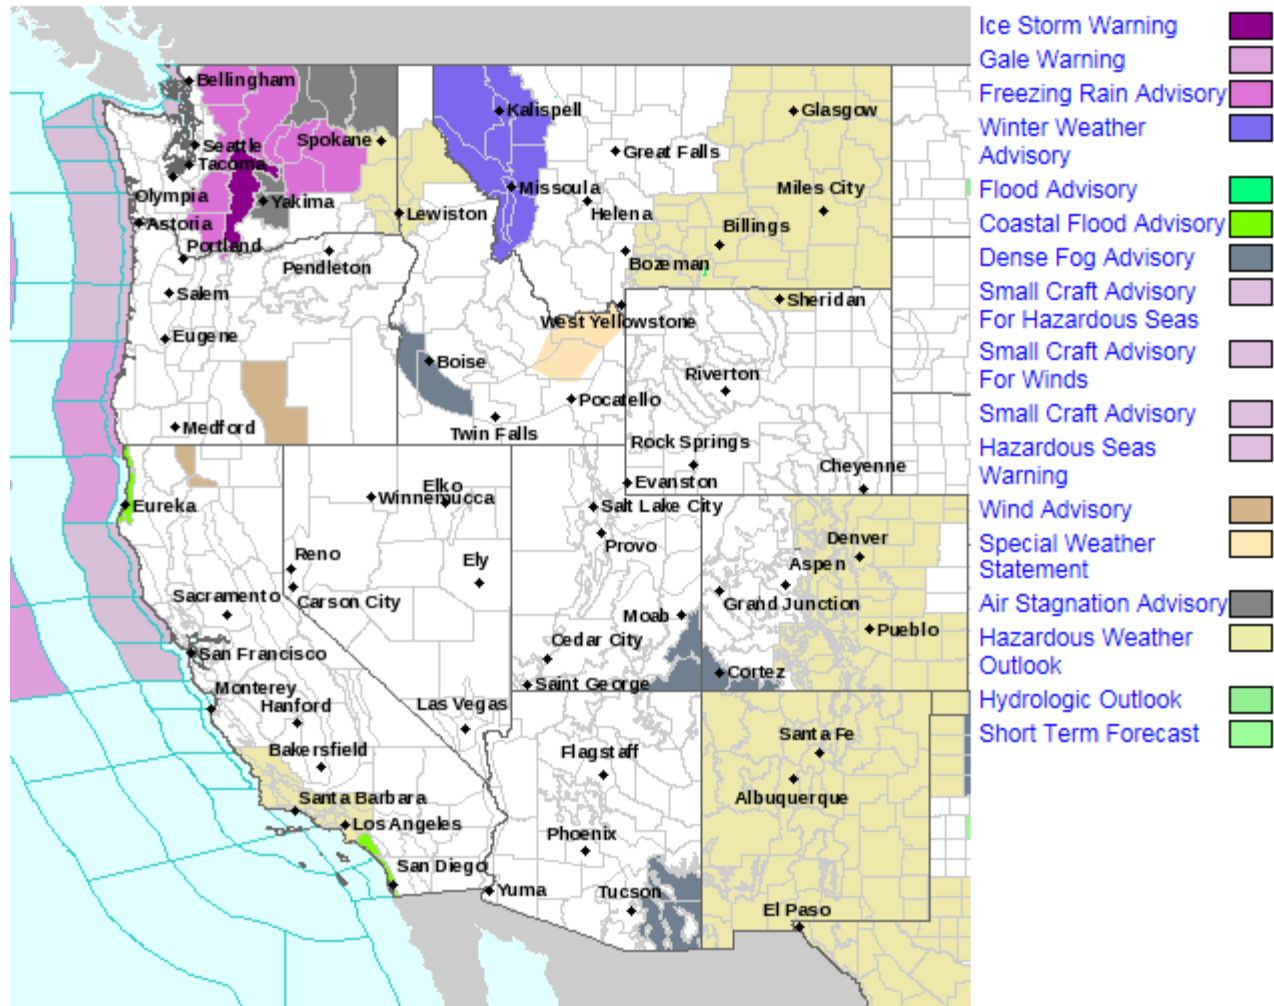 Ice Storm Warning
Gale Warning
Freezing Rain Advisory
Winter Weather
Advisory
Flood Advisory
Coastal Flood Advisory
Dense Fog Advisory
Small Craft Advisory
For Hazardous Seas
Small Craft Advisory
For Winds
Small Craft Advisory
Hazardous Seas
Warning
Wind Advisory
Special Weather
Statement
Air Stagnation Advisory
Hazardous Weather
Outlook
Hydrologic Outlook
Short Term Forecast
Bellingham
Kalispell
Glasgow
Seattle
Spokane
Great Falls
Tacoma
Olympia
Yakima
Missoula
Miles City
Astoria
Lewiston
Helena
Billings
Portland
Pendleton
Bozeman
Salem
Sheridan
West Yellowstone
Eugene
Boise
Riverton
Pocatello
Medford
Twin Falls
Rock Springs
Cheyenne
Elko
Winnemucca
Evanston
Eureka
Salt Lake City
Provo
Denver
Reno
Ely
Aspen
Sacramento
Carson City
Grand Junction
Moab
Pueblo
San Francisco
Cedar City
Cortez
Monterey
Saint George
Hanford
Las Vegas
Santa Fe
Bakersfield
Flagstaff
Albuquerque
Santa Barbara
Los Angeles
Phoenix
San Diego
Yuma
Tucson
El Paso